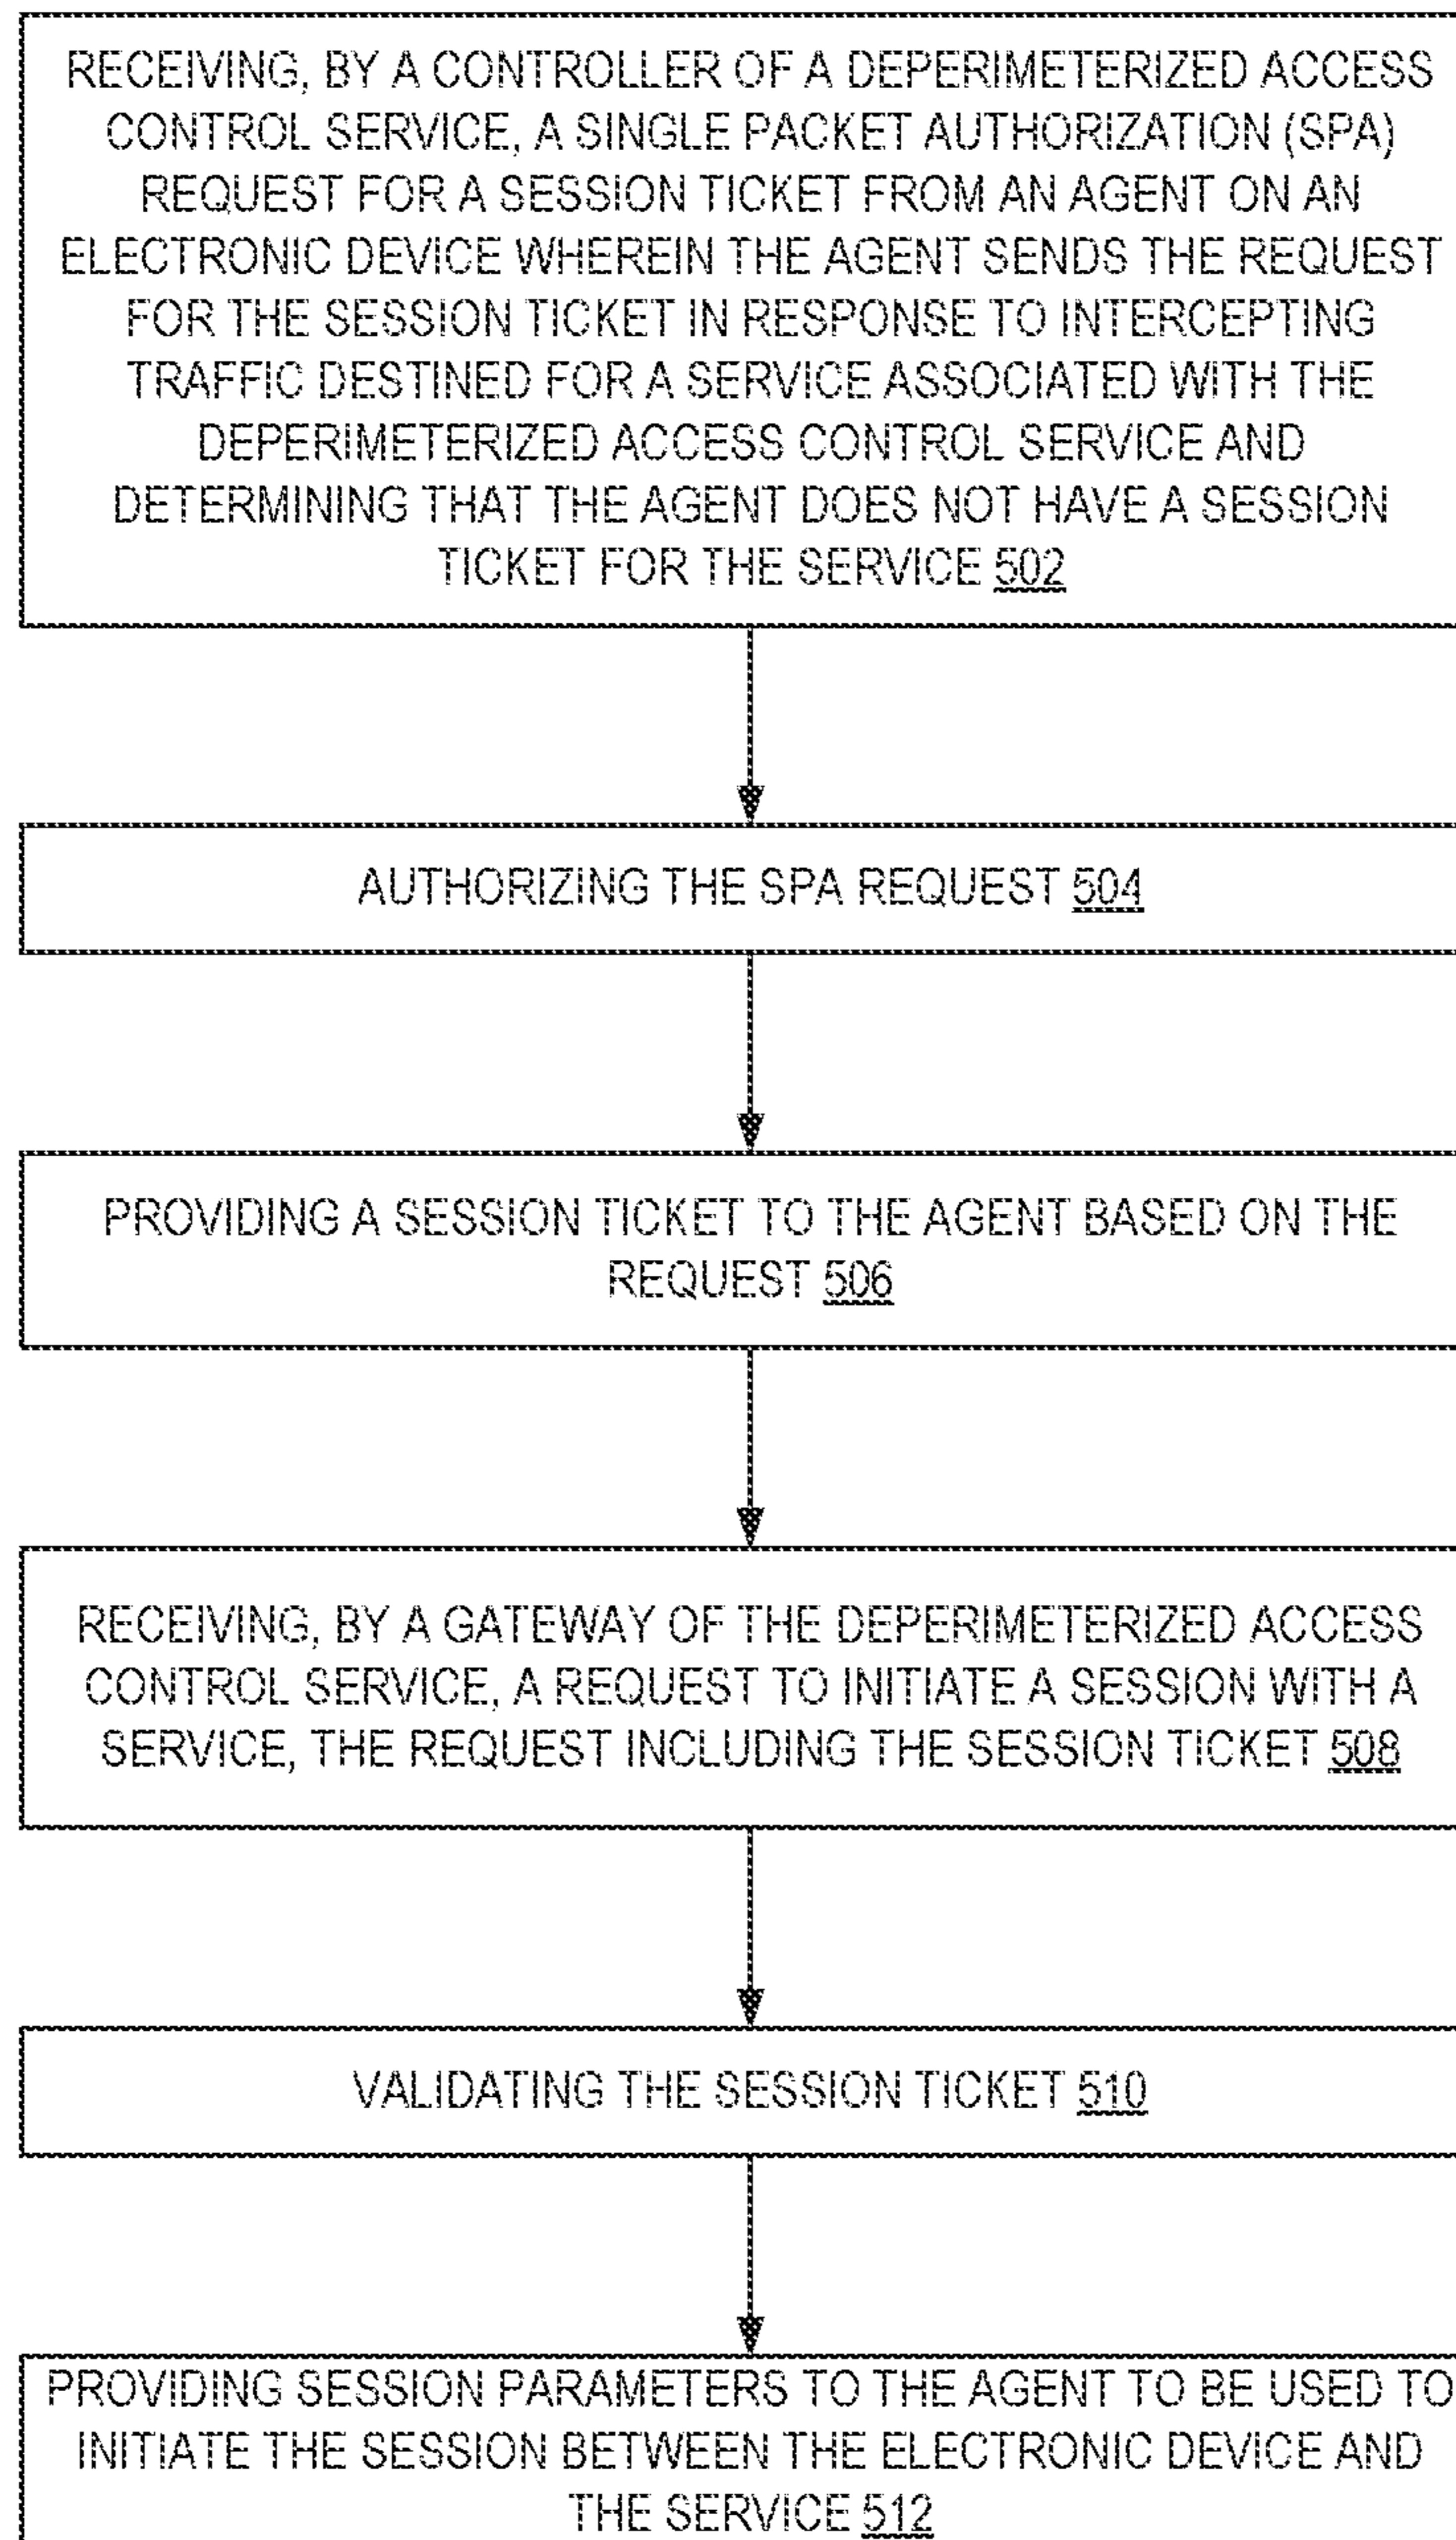 RECEIVING, BY A CONTROLLER OF A DEPERIMETERIZED ACCESS
CONTROL SERVICE, A SINGLE PACKET AUTHORIZATION (SPA)
REQUEST FOR A SESSION TICKET FROM AN AGENT ON AN
ELECTRONIC DEVICE WHEREIN THE AGENT SENDS THE REQUEST
FOR THE SESSION TICKET IN RESPONSE TO INTERCEPTING
TRAFFIC DESTINED FOR A SERVICE ASSOCIATED WITH THE
DEPERIMETERIZED ACCESS CONTROL SERVICE AND
DETERMINING THAT THE AGENT DOES NOT HAVE A SESSION
TICKET FOR THE SERVICE 502
AUTHORIZING THE SPA REQUEST 504
PROVIDING A SESSION TICKET TO THE AGENT BASED ON THE
REQUEST 506
RECEIVING, BY A GATEWAY OF THE DEPERIMETERIZED ACCESS
CONTROL SERVICE, A REQUEST TO INITIATE A SESSION WITH A
SERVICE, THE REQUEST INCLUDING THE SESSION TICKET 508
VALIDATING THE SESSION TICKET 510
PROVIDING SESSION PARAMETERS TO THE AGENT TO BE USED TO
INITIATE THE SESSION BETWEEN THE ELECTRONIC DEVICE AND
THE SERVICE 512